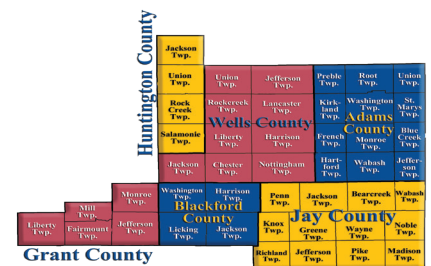 Huntington County
Jackson
Twp.
Union
Twp.
Union
Twp.
Jefferson
Twp.
Preble
Twp.
Root
Twp.
Union
Twp.
Rock
Creek
Twp.
Rockcreek
Twp.
Lancaster
Twp.
Kirk-
land
Twp.
Washington
Twp.
St.
Marys
Twp.
Wells County
Adams
County
Salamonie
Twp.
Liberty
Twp.
Harrison
Twp.
French
Twp.
Monroe
Twp.
Blue
Creek
Twp.
Jackson
Twp.
Chester
Twp.
Nottingham
Twp.
Hart-
ford
Twp.
Wabash
Twp.
Jeffer-
son
Twp.
Monroe
Twp.
Washington
Twp.
Harrison
Twp.
Penn
Twp.
Jackson
Twp.
Bearcreek
Twp.
Wabash
Twp.
Blackford
County
Jay County
Mill
Twp.
Liberty
Twp.
Fairmount
Twp.
Jefferson
Twp.
Licking
Twp.
Jackson
Twp.
Knox
Twp.
Greene
Twp.
Wayne
Twp.
Noble
Twp.
Grant County
Richland
Twp.
Jefferson
Twp.
Pike
Twp.
Madison
Twp.